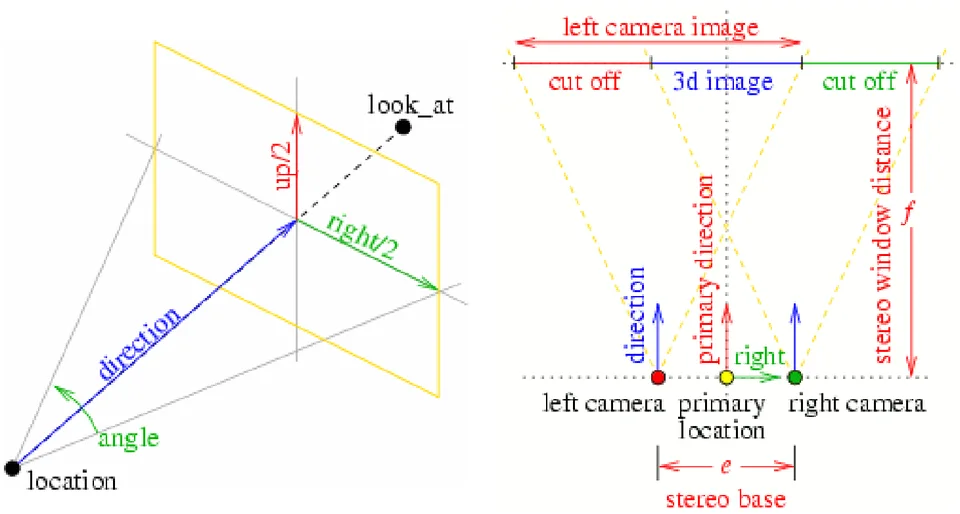 look_at
up/2
right/2
direction
angle
location
left camera image
cut off
3d image
cut off
direction
primary direction
right
stereo window distance
f
left camera
primary
location
right camera
e
stereo base